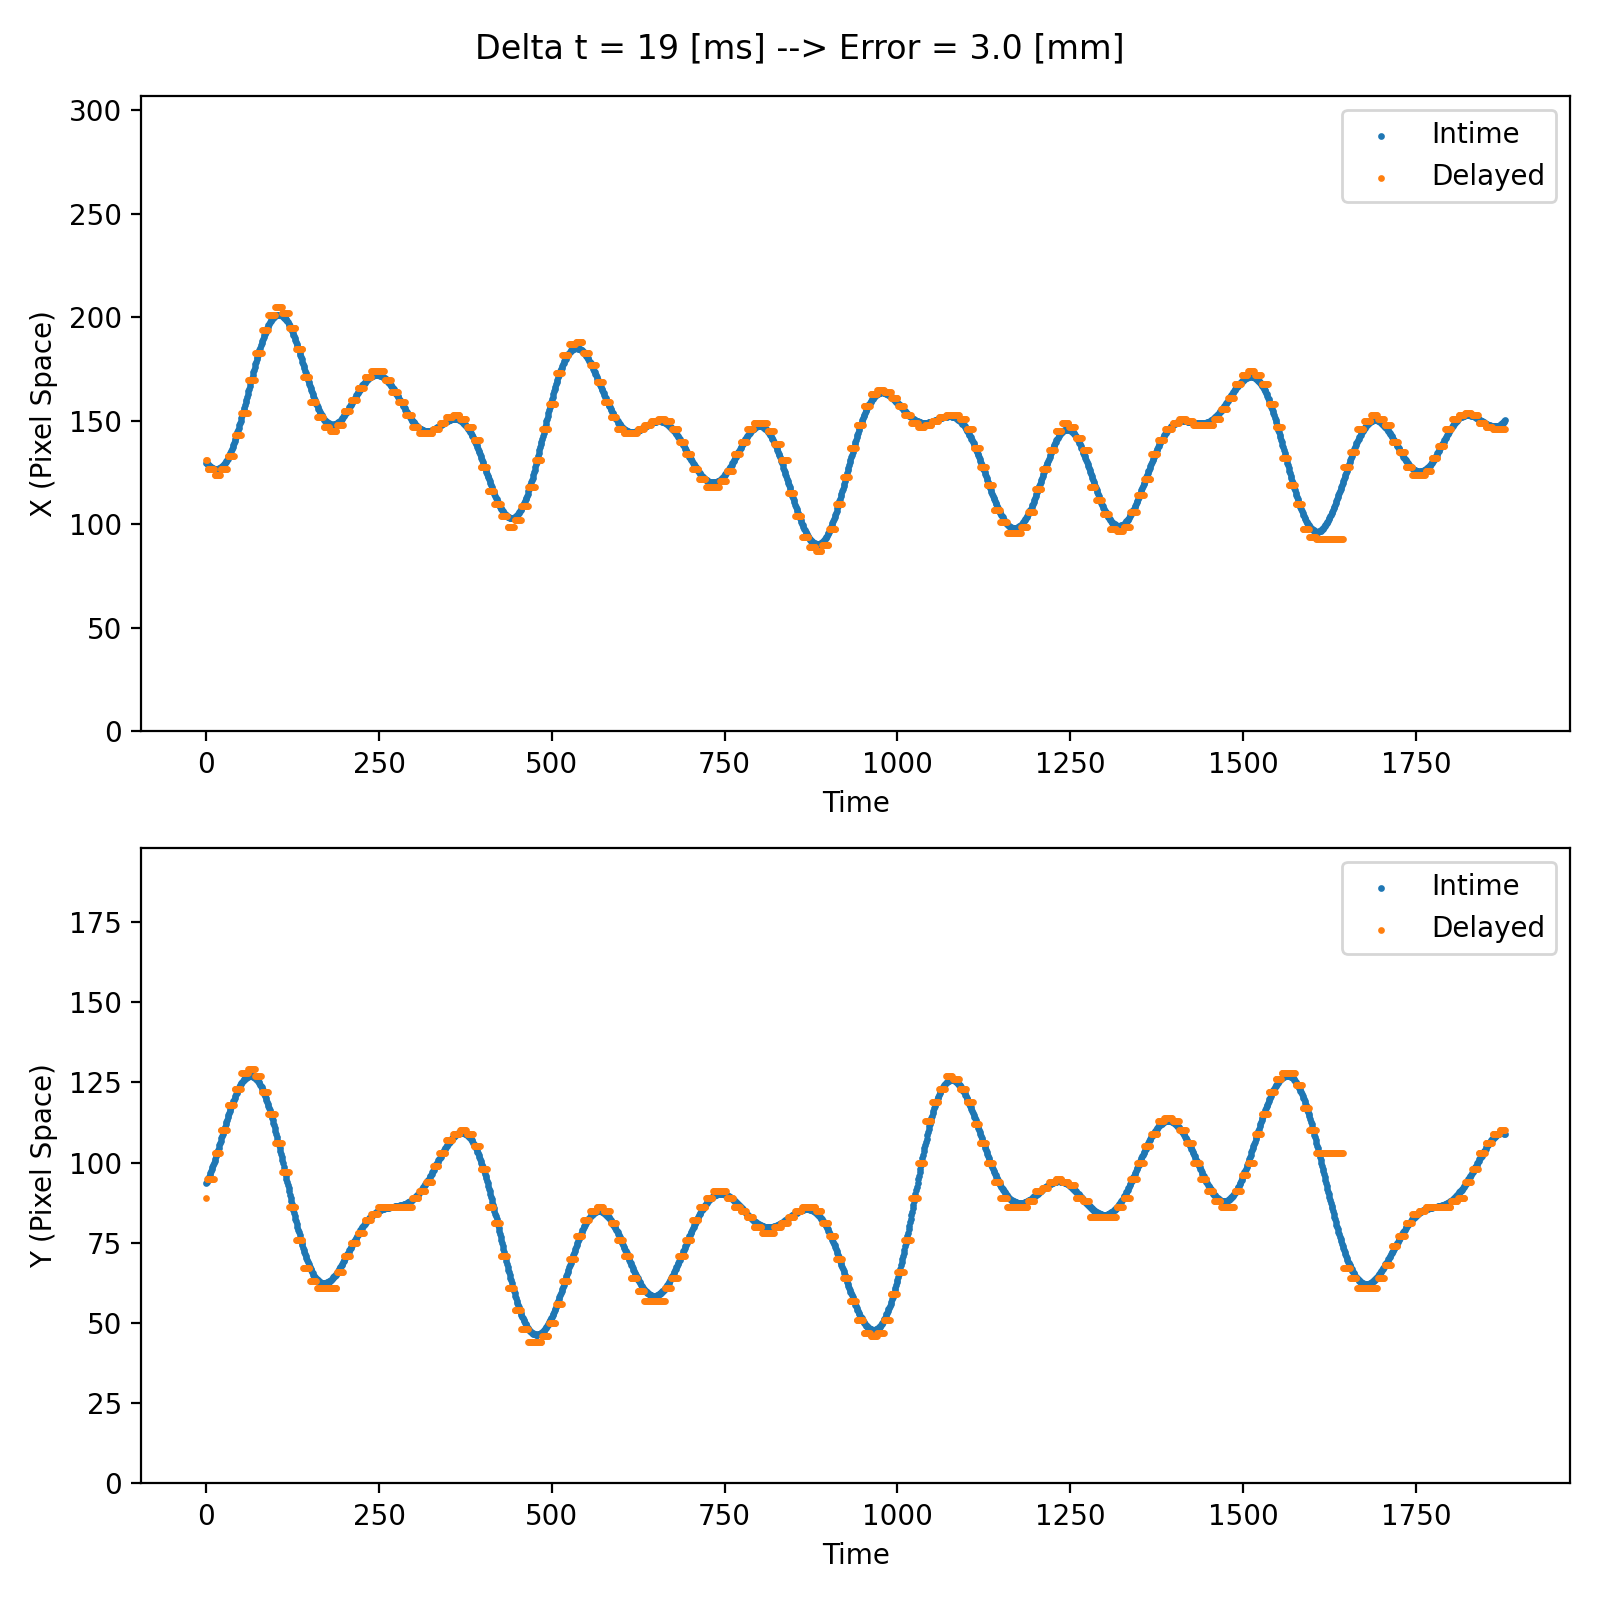 Delta t = 19 [ms] --> Error = 3.0 [mm]
300
250
200
150
100
50
0
X (Pixel Space)
Intime
Delayed
0 250 500 750 1000 1250 1500 1750
Time
175
150
125
100
75
50
25
0
Y (Pixel Space)
Intime
Delayed
0 250 500 750 1000 1250 1500 1750
Time